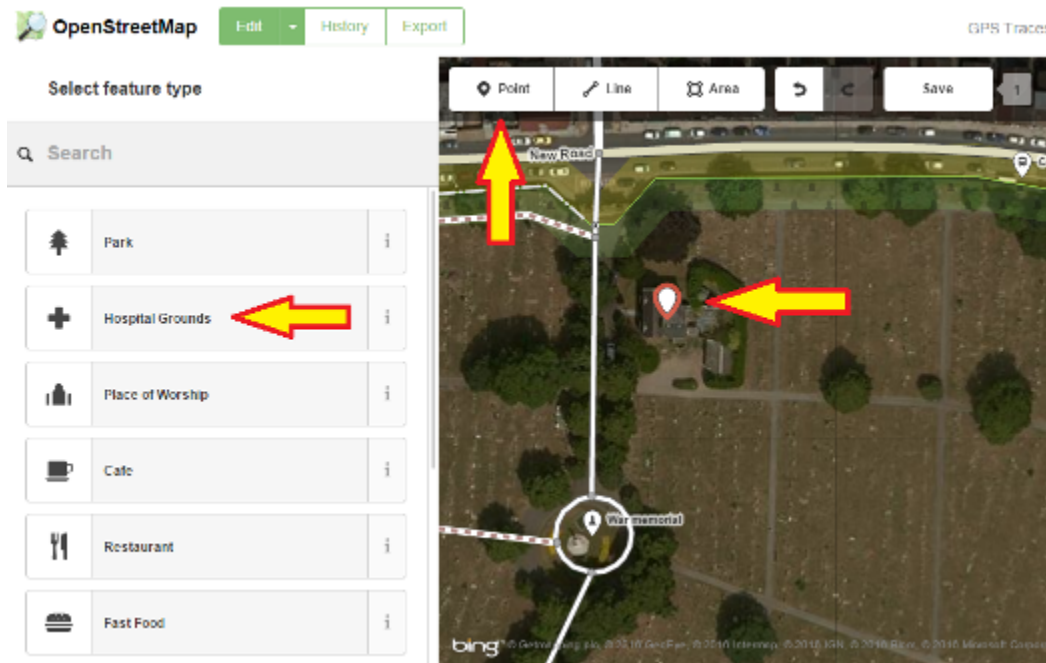 OpenStreetMap
Edit
History
Export
GPS Traces
Select feature type
Point
Line
Area
Save
1
Search
New Road
Park
Hospital Grounds
Place of Worship
Cafe
War memorial
Restaurant
Fast Food
bing